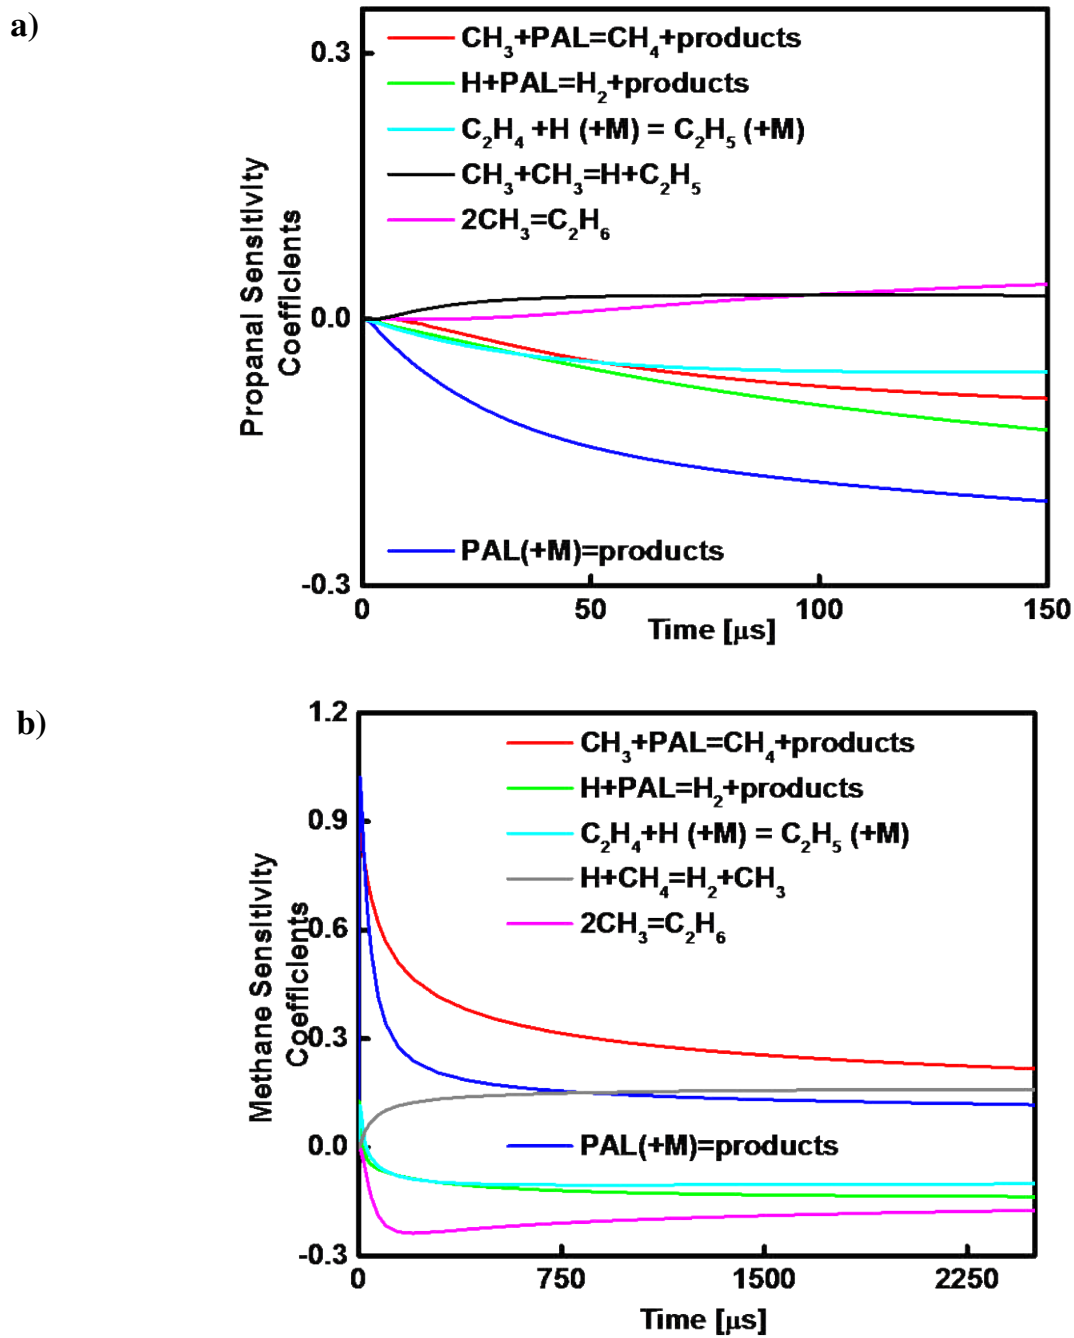 a)
0.3
0.0
-0.3
Propanal Sensitivity
Coefficients
CH₃+PAL=CH₄+products
H+PAL=H₂+products
C₂H₄ +H (+M) = C₂H₅ (+M)
CH₃+CH₃=H+C₂H₅
2CH₃=C₂H₆
PAL(+M)=products
0 50 100 150
Time [μs]
b)
1.2
0.9
0.6
0.3
0.0
-0.3
Methane Sensitivity
Coefficients
CH₃+PAL=CH₄+products
H+PAL=H₂+products
C₂H₄+H (+M) = C₂H₅ (+M)
H+CH₄=H₂+CH₃
2CH₃=C₂H₆
PAL(+M)=products
0 750 1500 2250
Time [μs]